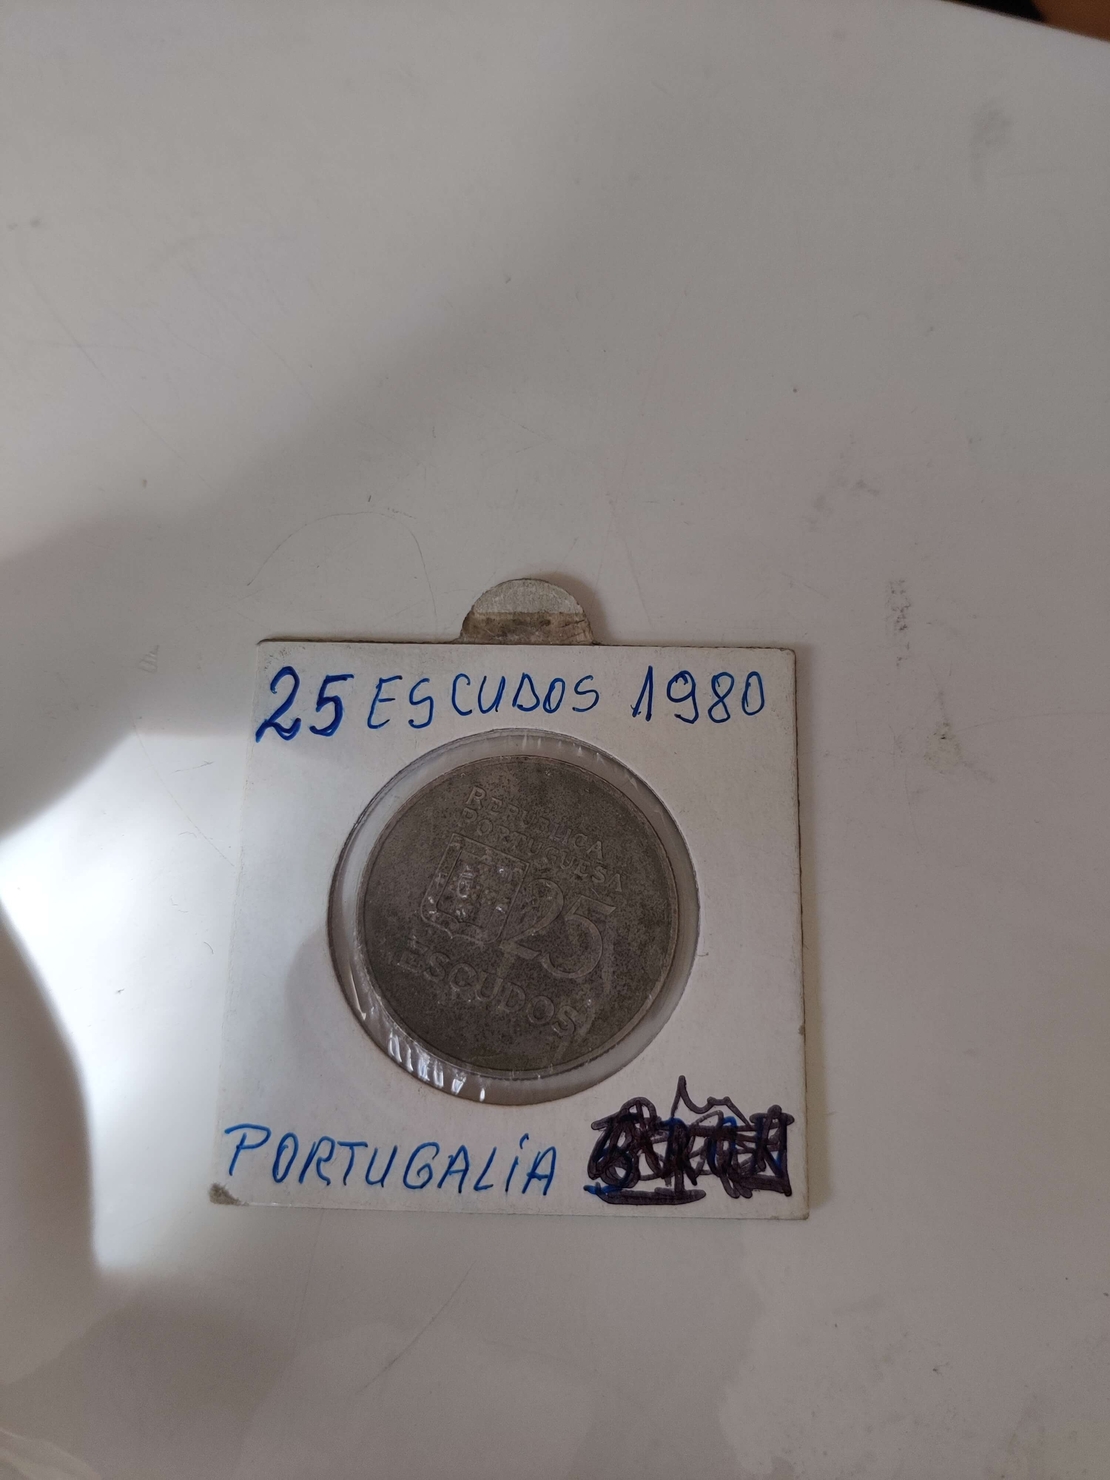 25 ESCUDOS 1980
REPUBLICA
PORTUGUESA
25
ESCUDOS
PORTUGALiA